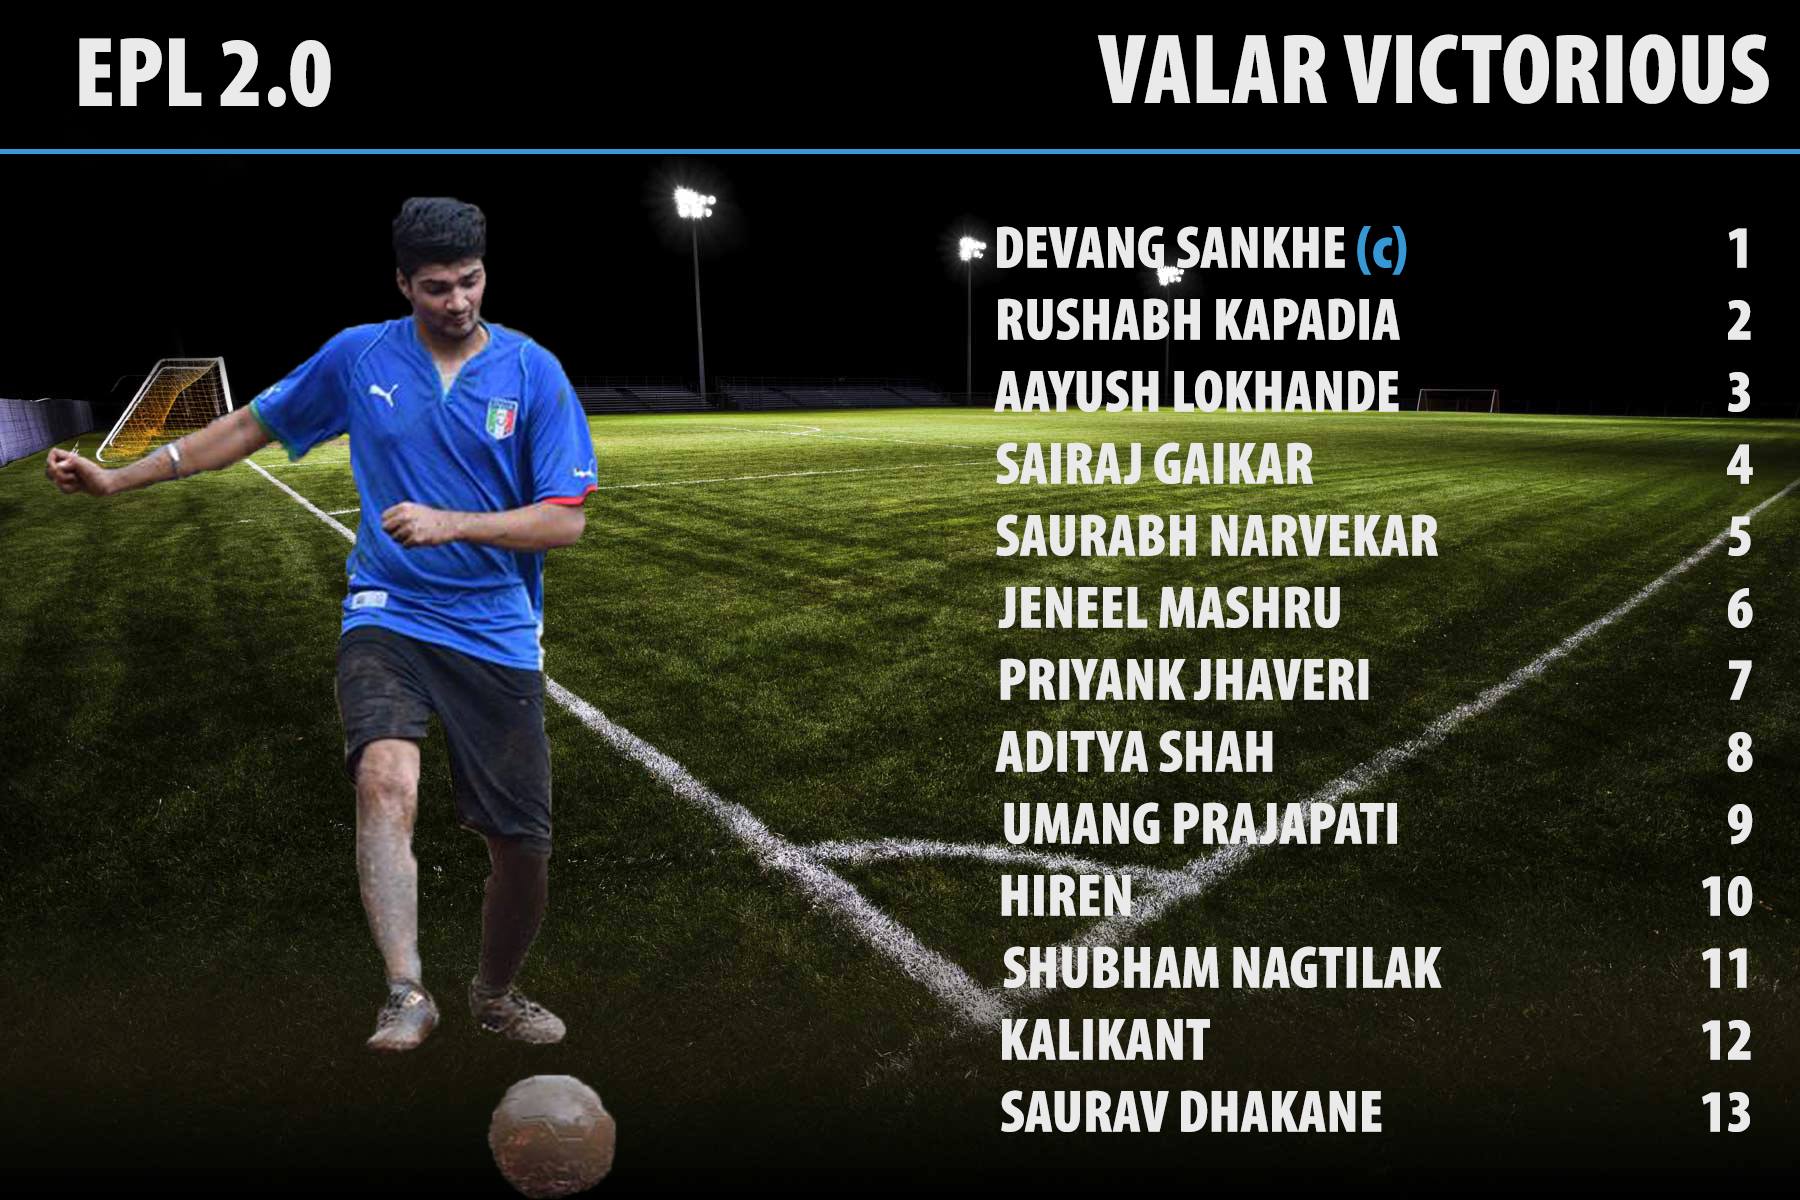 EPL 2.0
VALAR VICTORIOUS
DEVANG SANKHE (c) 1
RUSHABH KAPADIA 2
AAYUSH LOKHANDE 3
SAIRAJ GAIKAR 4
SAURABH NARVEKAR 5
JENEEL MASHRU 6
PRIYANK JHAVERI 7
ADITYA SHAH 8
UMANG PRAJAPATI 9
HIREN 10
SHUBHAM NAGTILAK 11
KALIKANT 12
SAURAV DHAKANE 13